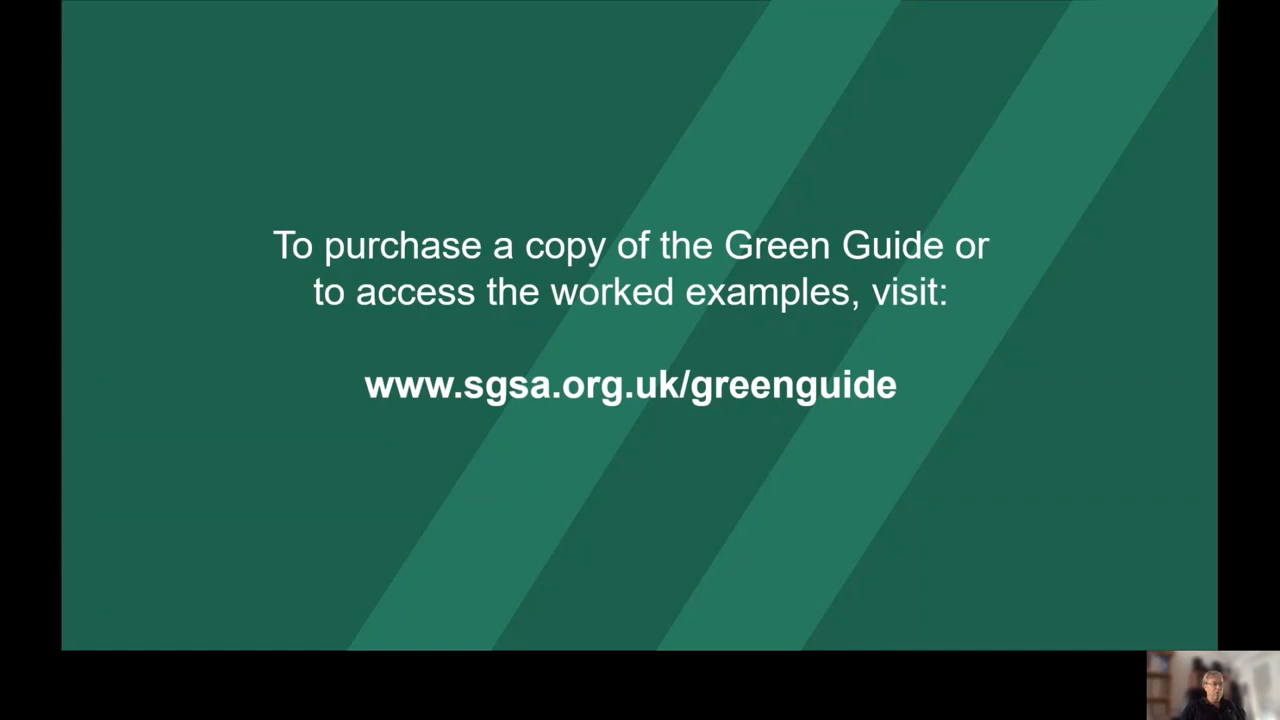 To purchase a copy of the Green Guide or
to access the worked examples, visit:
www.sgsa.org.uk/greenguide